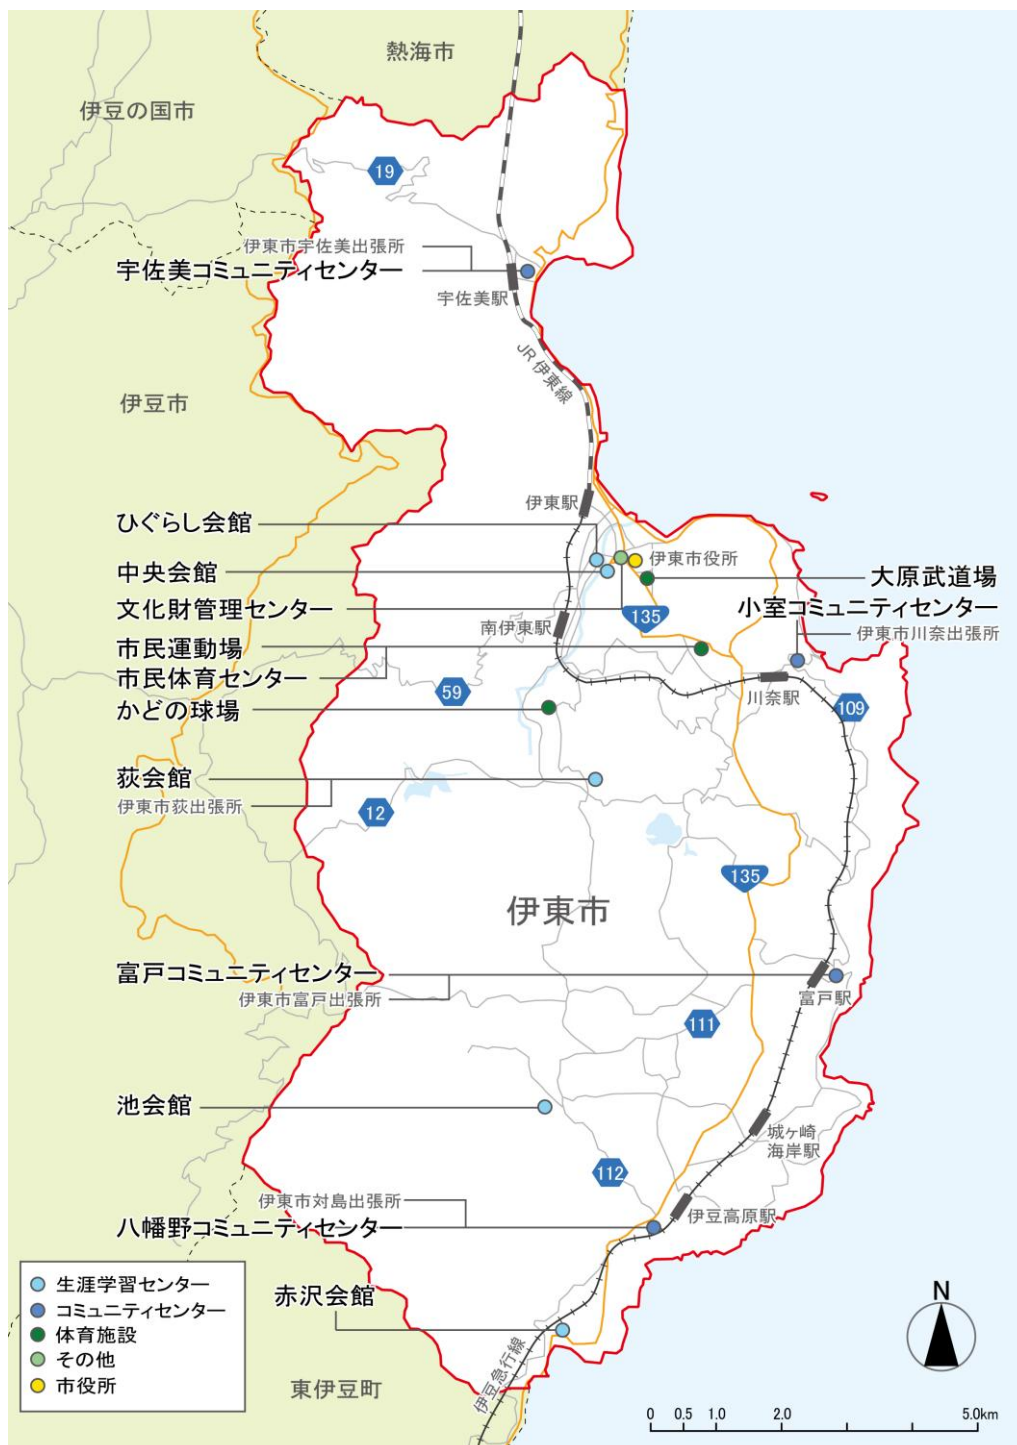 熱海市
伊豆の国市
19
伊東市宇佐美出張所
宇佐美コミュニティセンター
宇佐美駅
JR 伊東線
伊豆市
伊東駅
ひぐらし会館
伊東市役所
中央会館
大原武道場
文化財管理センター
135
小室コミュニティセンター
南伊東駅
伊東市川奈出張所
市民運動場
市民体育センター
59
川奈駅
かどの球場
109
荻会館
伊東市荻出張所
12
135
伊東市
富戸コミュニティセンター
伊東市富戸出張所
富戸駅
111
池会館
城ヶ崎
海岸駅
112
伊東市対島出張所
伊豆高原駅
八幡野コミュニティセンター
生涯学習センター
コミュニティセンター
体育施設
その他
市役所
赤沢会館
伊豆急行線
東伊豆町
N
0 0.5 1.0 2.0 5.0km